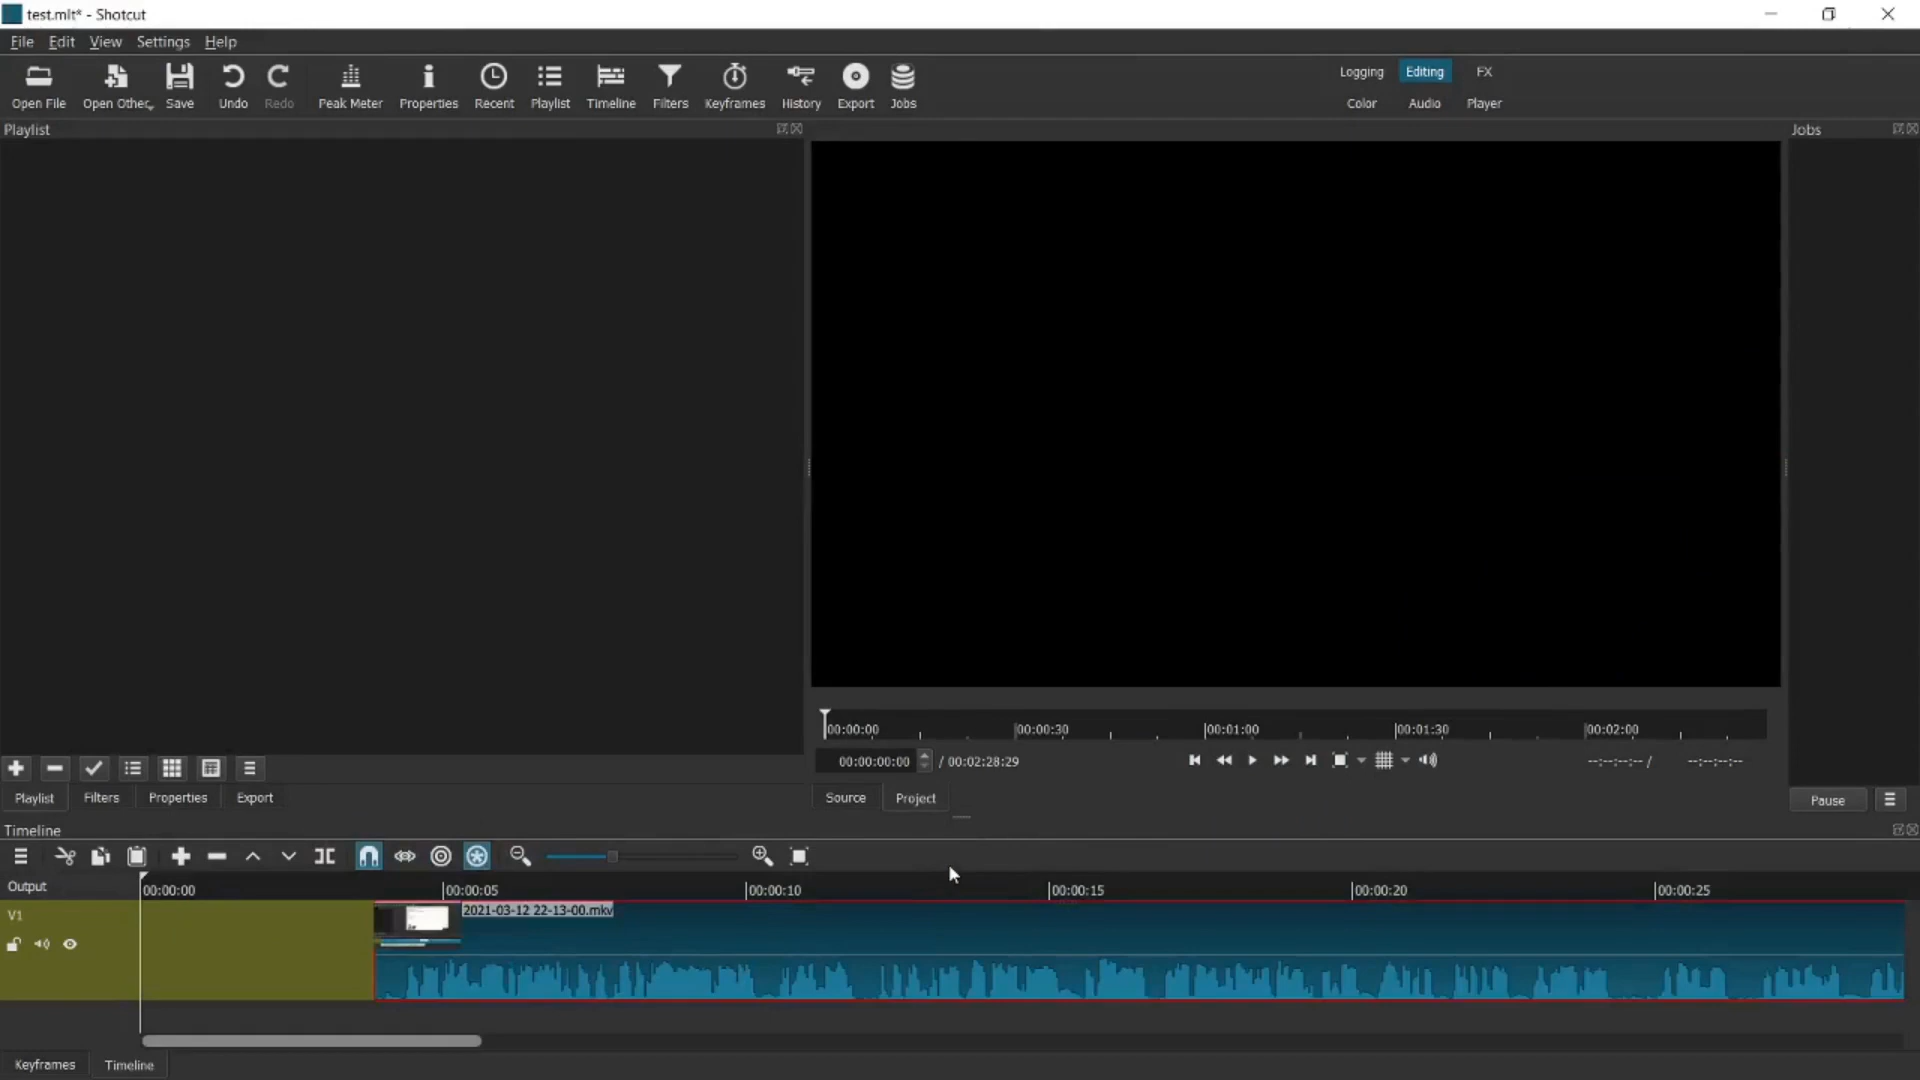 test.mlt* - Shotcut
File Edit View Settings Help
Open File Open Other... Save Undo Redo Peak Meter Properties Recent Playlist Timeline Filters Keyframes History Export Jobs
Logging Editing FX
Color Audio Player
Playlist
Jobs
00:00:00 00:00:30 00:01:00 00:01:30 00:02:00
00:00:00:00 / 00:02:28:29 --:--:--:-- / --:--:--:--
Playlist Filters Properties Export
Source Project
Pause
Timeline
Output 00:00:00 00:00:05 00:00:10 00:00:15 00:00:20 00:00:25
V1 2021-03-12 22-13-00.mkv
Keyframes Timeline